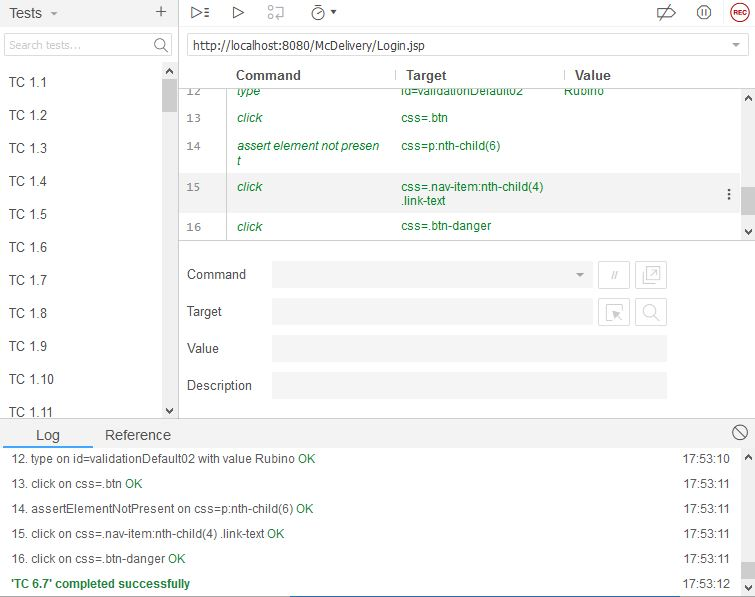 Tests
REC
Search tests...
http://localhost:8080/McDelivery/Login.jsp
Command Target Value
TC 1.1
TC 1.2
TC 1.3
TC 1.4
TC 1.5
TC 1.6
TC 1.7
TC 1.8
TC 1.9
TC 1.10
TC 1.11
12 type id=validationDefault02 Rubino
13 click css=.btn
14 assert element not presen css=p:nth-child(6)
t
15 click css=.nav-item:nth-child(4)
.link-text
16 click css=.btn-danger
Command //
Target
Value
Description
Log Reference
12. type on id=validationDefault02 with value Rubino OK 17:53:10
13. click on css=.btn OK 17:53:11
14. assertElementNotPresent on css=p:nth-child(6) OK 17:53:11
15. click on css=.nav-item:nth-child(4) .link-text OK 17:53:11
16. click on css=.btn-danger OK 17:53:11
'TC 6.7' completed successfully 17:53:12